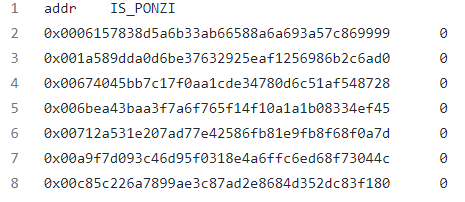 1 addr IS_PONZI
2 0x0006157838d5a6b33ab66588a6a693a57c869999 0
3 0x001a589dda0d6be37632925eaf1256986b2c6ad0 0
4 0x00674045bb7c17f0aa1cde34780d6c51af548728 0
5 0x006bea43baa3f7a6f765f14f10a1a1b08334ef45 0
6 0x00712a531e207ad77e42586fb81e9fb8f68f0a7d 0
7 0x00a9f7d093c46d95f0318e4a6ffc6ed68f73044c 0
8 0x00c85c226a7899ae3c87ad2e8684d352dc83f180 0